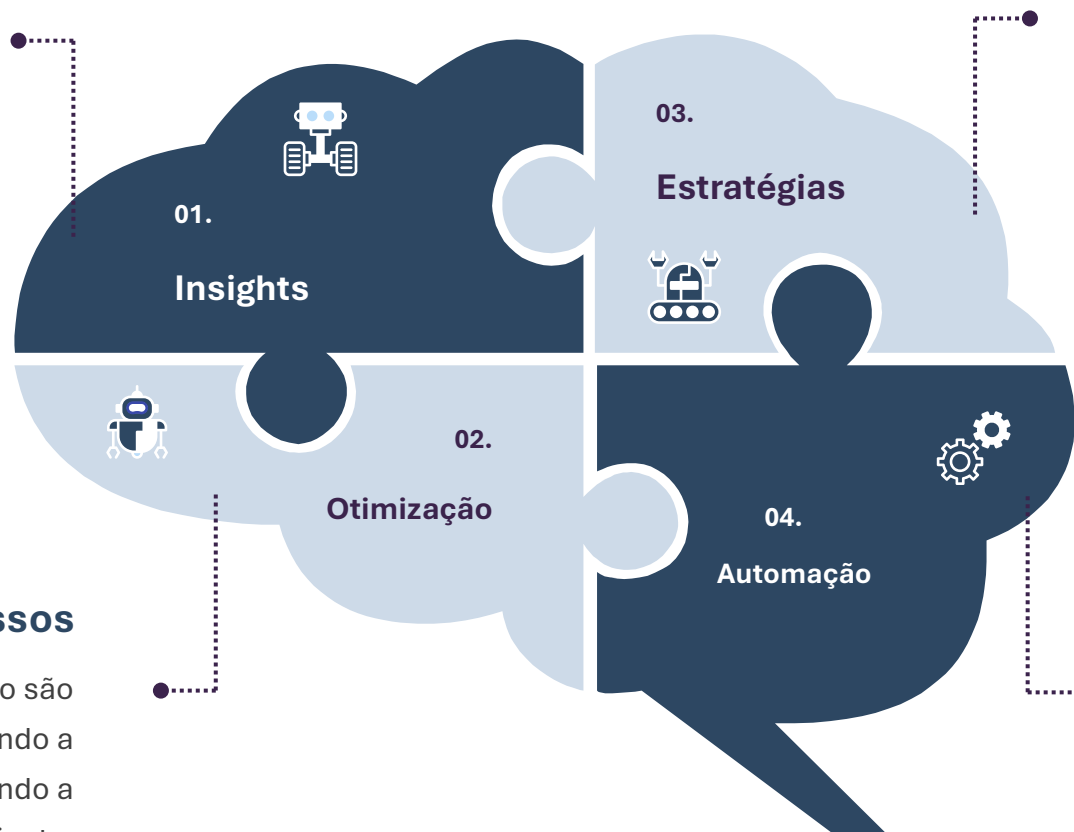 01.
Insights
02.
Otimização
03.
Estratégias
04.
Automação
ssos
o são
ndo a
ndo a